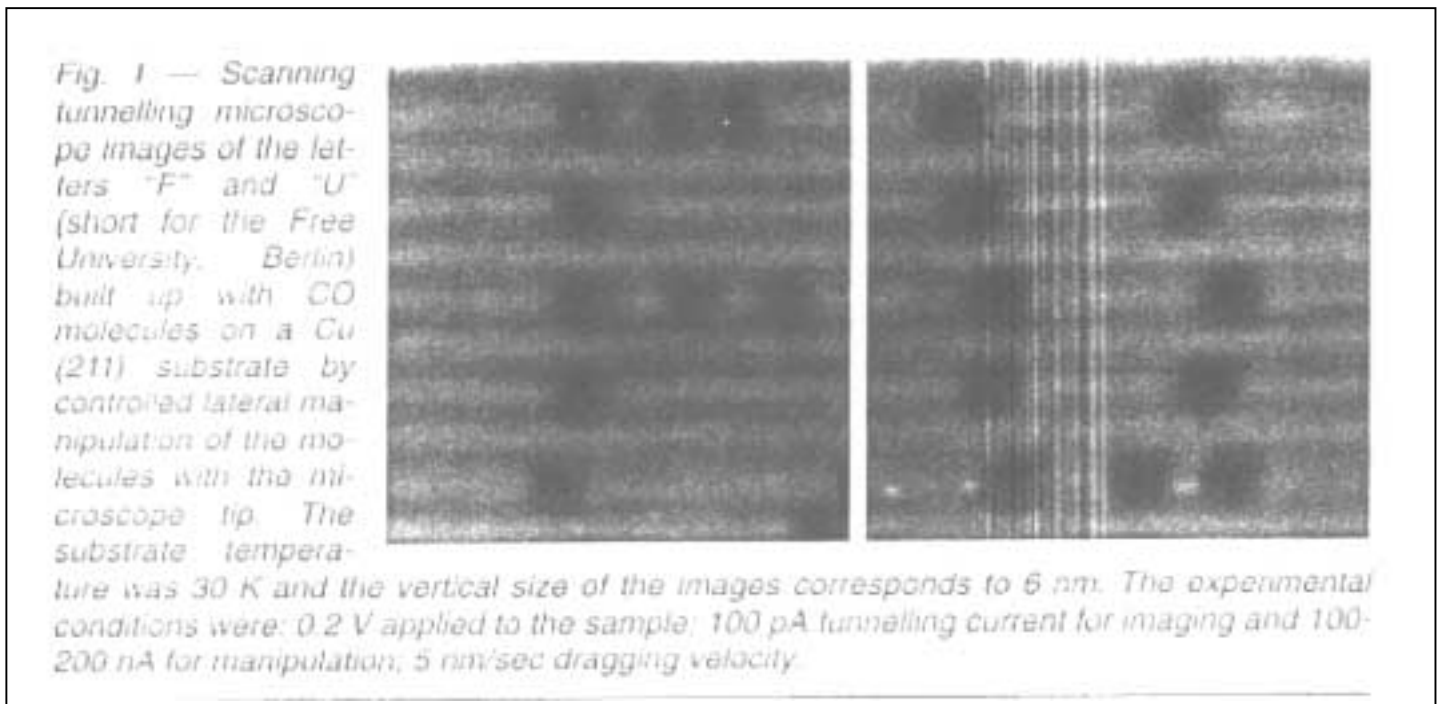 Fig. 1 — Scanning
tunnelling microsco-
pe images of the let-
ters "F" and "U"
(short for the Free
University, Berlin)
built up with CO
molecules on a Cu
(211) substrate by
controlled lateral ma-
nipulation of the mo-
lecules with the mi-
croscope tip. The
substrate tempera-
ture was 30 K and the vertical size of the images corresponds to 6 nm. The experimental
conditions were: 0.2 V applied to the sample; 100 pA tunnelling current for imaging and 100-
200 nA for manipulation; 5 nm/sec dragging velocity.